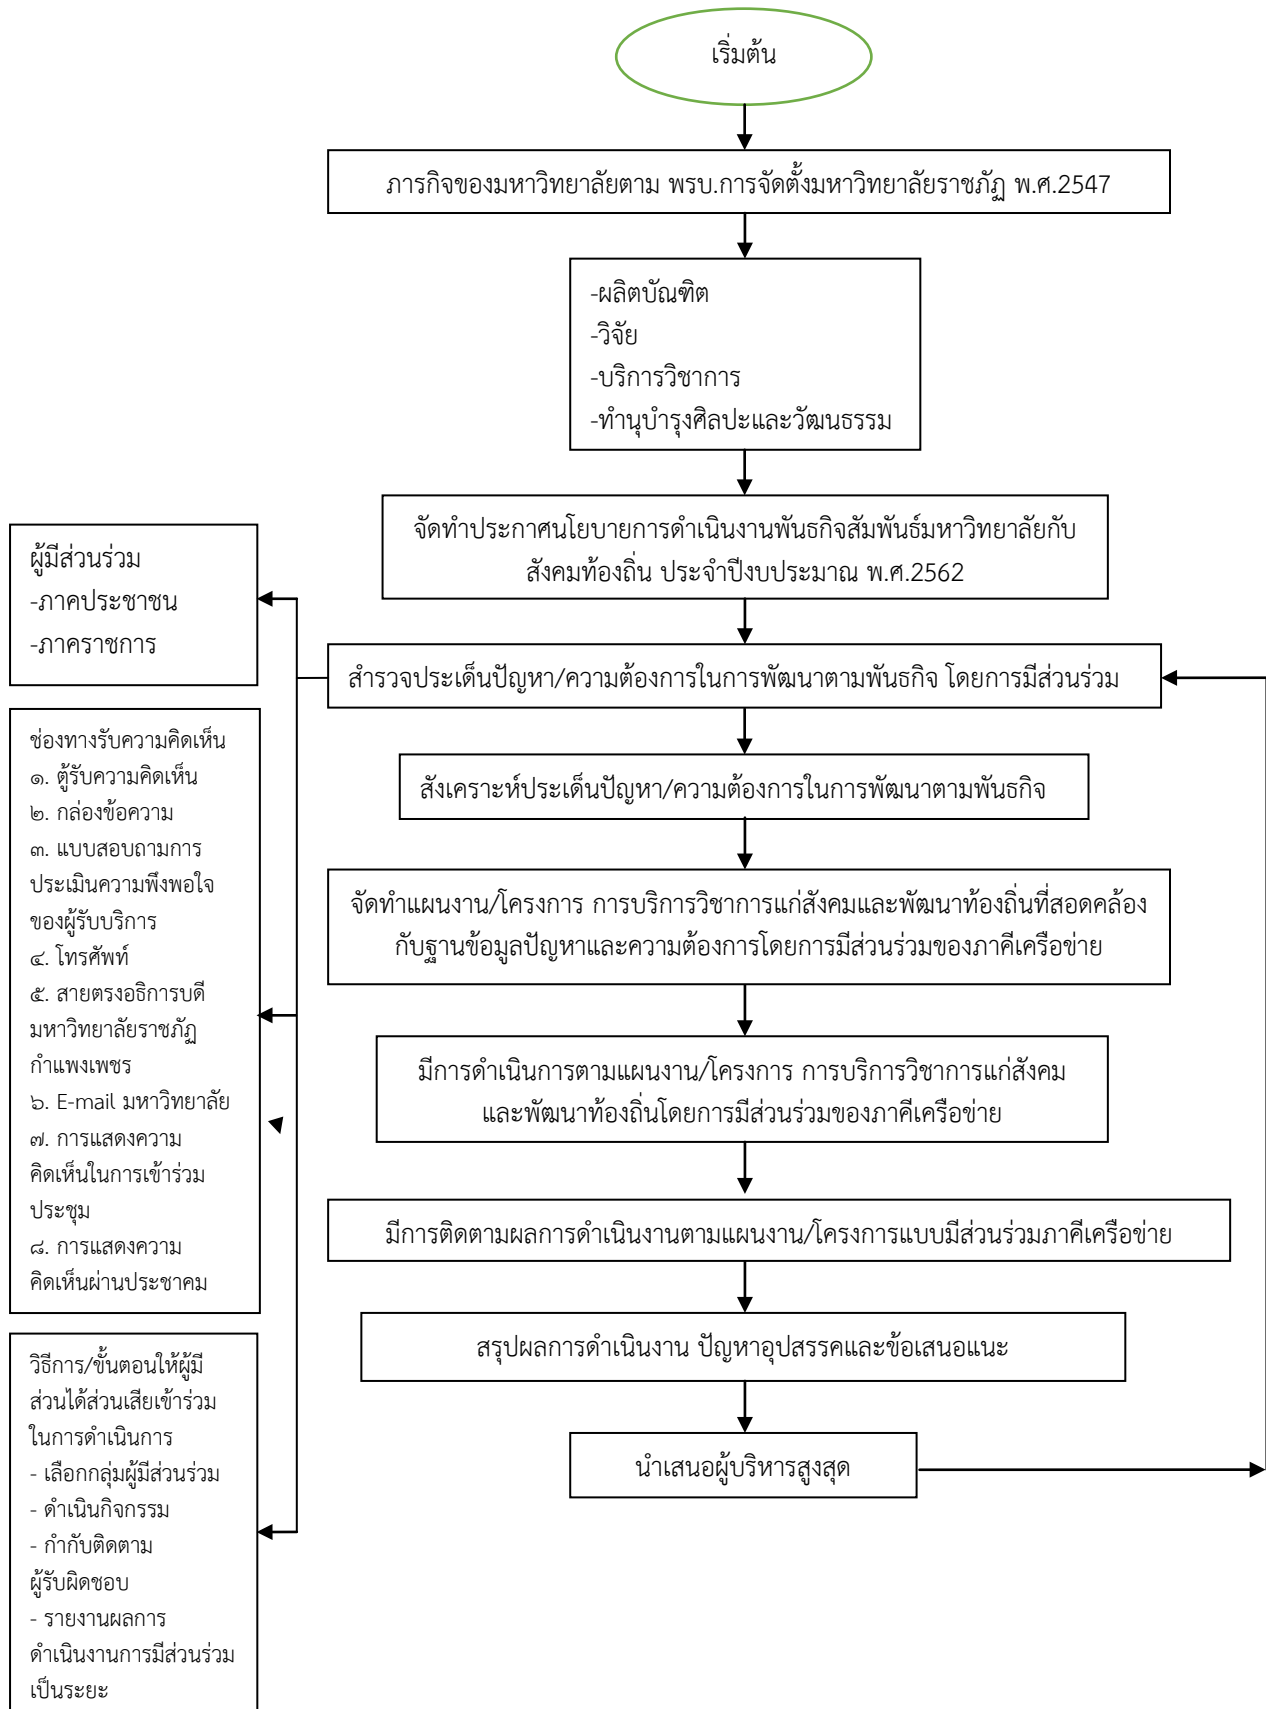 เริ่มต้น
ภารกิจของมหาวิทยาลัยตาม พรบ.การจัดตั้งมหาวิทยาลัยราชภัฏ พ.ศ.2547
-ผลิตบัณฑิต
-วิจัย
-บริการวิชาการ
-ทำนุบำรุงศิลปะและวัฒนธรรม
จัดทำประกาศนโยบายการดำเนินงานพันธกิจสัมพันธ์มหาวิทยาลัยกับ
สังคมท้องถิ่น ประจำปีงบประมาณ พ.ศ.2562
สำรวจประเด็นปัญหา/ความต้องการในการพัฒนาตามพันธกิจ โดยการมีส่วนร่วม
สังเคราะห์ประเด็นปัญหา/ความต้องการในการพัฒนาตามพันธกิจ
จัดทำแผนงาน/โครงการ การบริการวิชาการแก่สังคมและพัฒนาท้องถิ่นที่สอดคล้อง
กับฐานข้อมูลปัญหาและความต้องการโดยการมีส่วนร่วมของภาคีเครือข่าย
มีการดำเนินการตามแผนงาน/โครงการ การบริการวิชาการแก่สังคม
และพัฒนาท้องถิ่นโดยการมีส่วนร่วมของภาคีเครือข่าย
มีการติดตามผลการดำเนินงานตามแผนงาน/โครงการแบบมีส่วนร่วมภาคีเครือข่าย
สรุปผลการดำเนินงาน ปัญหาอุปสรรคและข้อเสนอแนะ
นำเสนอผู้บริหารสูงสุด
ผู้มีส่วนร่วม
-ภาคประชาชน
-ภาคราชการ
ช่องทางรับความคิดเห็น
๑. ตู้รับความคิดเห็น
๒. กล่องข้อความ
๓. แบบสอบถามการ
ประเมินความพึงพอใจ
ของผู้รับบริการ
๔. โทรศัพท์
๕. สายตรงอธิการบดี
มหาวิทยาลัยราชภัฏ
กำแพงเพชร
๖. E-mail มหาวิทยาลัย
๗. การแสดงความ
คิดเห็นในการเข้าร่วม
ประชุม
๘. การแสดงความ
คิดเห็นผ่านประชาคม
วิธีการ/ขั้นตอนให้ผู้มี
ส่วนได้ส่วนเสียเข้าร่วม
ในการดำเนินการ
- เลือกกลุ่มผู้มีส่วนร่วม
- ดำเนินกิจกรรม
- กำกับติดตาม
ผู้รับผิดชอบ
- รายงานผลการ
ดำเนินงานการมีส่วนร่วม
เป็นระยะ